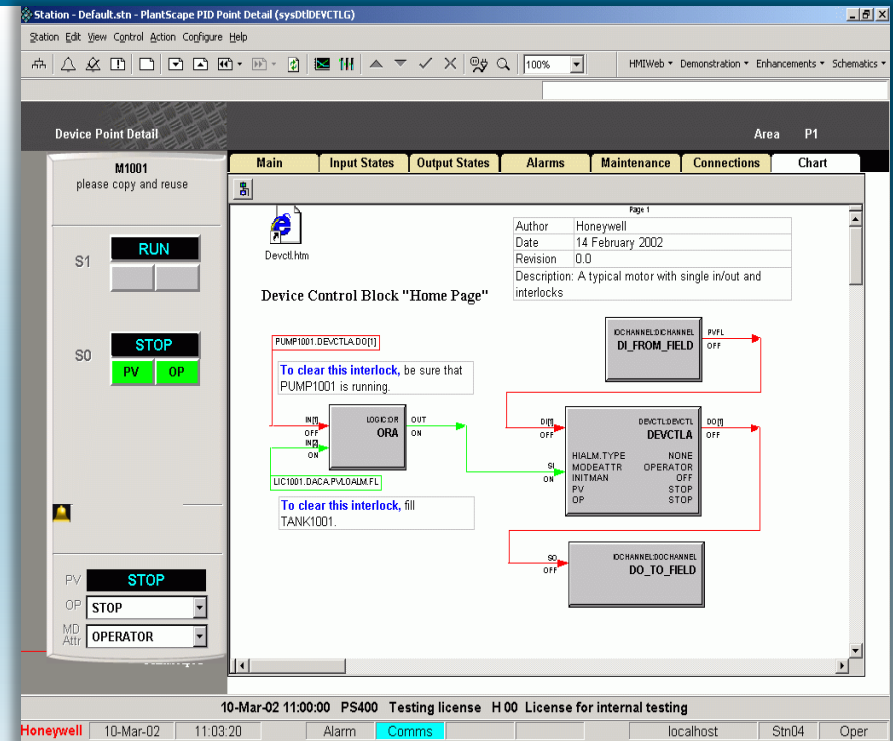 Station - Default.stn - PlantScape PID Point Detail (sysDtlDEVCTLG)
Station Edit View Control Action Configure Help
100%
HMIWeb Demonstration Enhancements Schematics
Device Point Detail
Area P1
M1001
please copy and reuse
Main Input States Output States Alarms Maintenance Connections Chart
Devctl.htm
Page 1
Author Honeywell
Date 14 February 2002
Revision 0.0
Description: A typical motor with single in/out and
interlocks
Device Control Block "Home Page"
S1
RUN
S0
STOP
PV OP
PUMP1001.DEVCTLA.DO[1]
To clear this interlock, be sure that
PUMP1001 is running.
IOCHANNEL:DICHANNEL
DI_FROM_FIELD
PVFL
OFF
IN[1]
OFF
IN[2]
ON
LOGIC:OR
ORA
OUT
ON
LIC1001.DACA.PVLOALM.FL
To clear this interlock, fill
TANK1001.
DI[1]
OFF
SI
ON
DEVCTL:DEVCTL
DEVCTLA
HIALM.TYPE NONE
MODEATTR OPERATOR
INITMAN OFF
PV STOP
OP STOP
DO[1]
OFF
SO
OFF
IOCHANNEL:DOCHANNEL
DO_TO_FIELD
PV STOP
OP STOP
MD
Attr OPERATOR
10-Mar-02 11:00:00 PS400 Testing license H 00 License for internal testing
Honeywell 10-Mar-02 11:03:20 Alarm Comms localhost Stn04 Oper